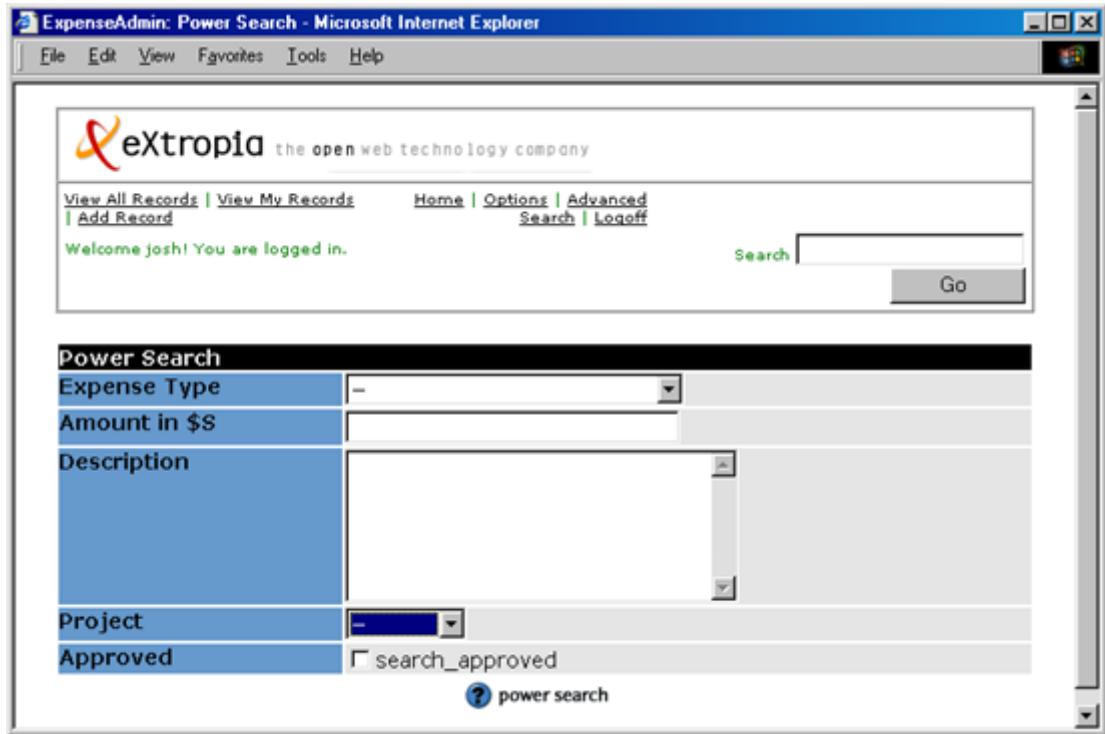 ExpenseAdmin: Power Search - Microsoft Internet Explorer
File Edit View Favorites Tools Help
eXtropia the open web technology company
View All Records | View My Records Home | Options | Advanced
| Add Record Search | Logoff
Welcome josh! You are logged in.
Search
Go
Power Search
Expense Type –
Amount in $S
Description
Project –
Approved search_approved
? power search